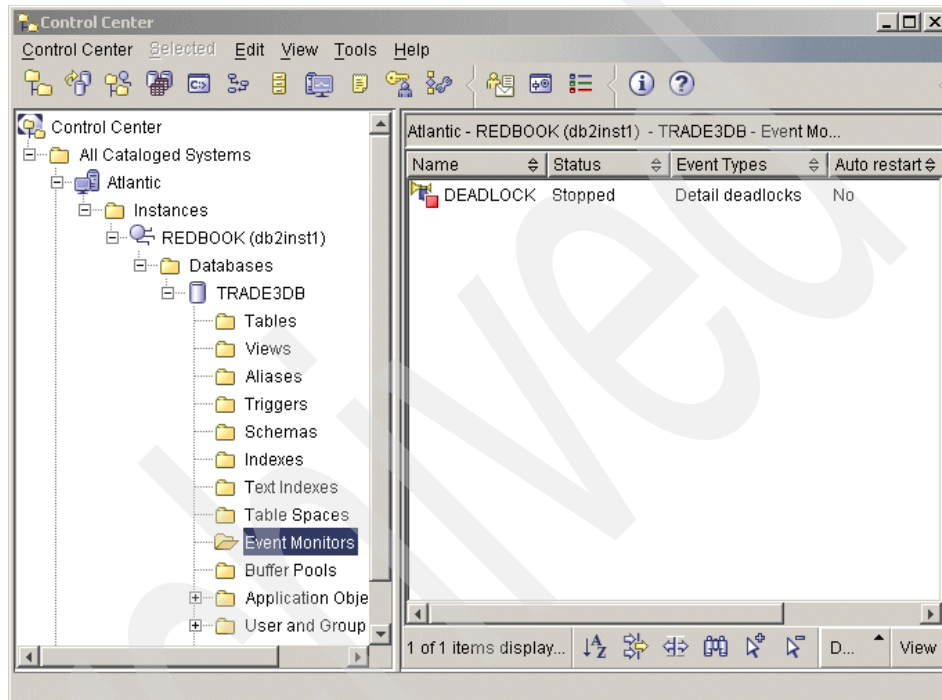 Control Center
Control Center Selected Edit View Tools Help
Control Center
All Cataloged Systems
Atlantic
Instances
REDBOOK (db2inst1)
Databases
TRADE3DB
Tables
Views
Aliases
Triggers
Schemas
Indexes
Text Indexes
Table Spaces
Event Monitors
Buffer Pools
Application Obje
User and Group
Atlantic - REDBOOK (db2inst1) - TRADE3DB - Event Mo...
Name Status Event Types Auto restart
DEADLOCK Stopped Detail deadlocks No
1 of 1 items display... D... View